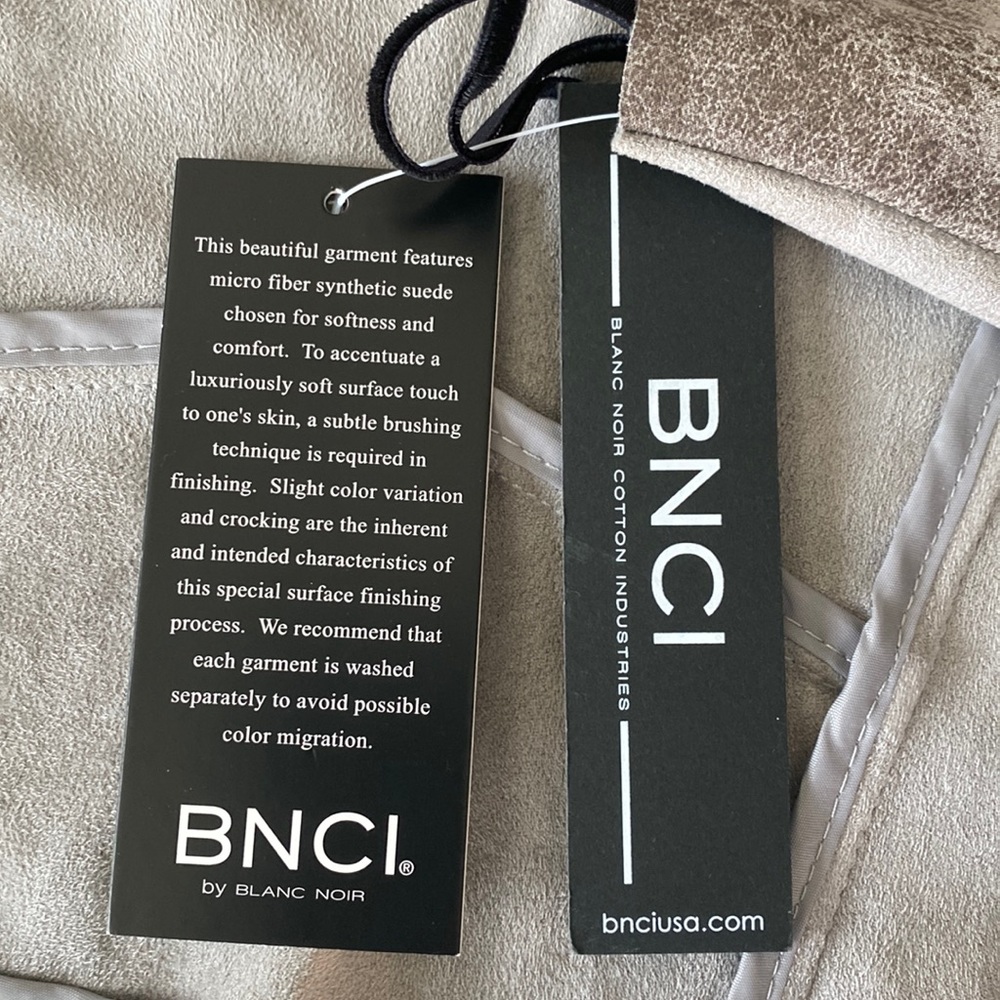 This beautiful garment features
micro fiber synthetic suede
chosen for softness and
comfort.  To accentuate a
luxuriously soft surface touch
to one's skin, a subtle brushing
technique is required in
finishing.  Slight color variation
and crocking are the inherent
and intended characteristics of
this special surface finishing
process.  We recommend that
each garment is washed
separately to avoid possible
color migration.
BNCI®
by BLANC NOIR
BNCI
BLANC NOIR COTTON INDUSTRIES
bnciusa.com